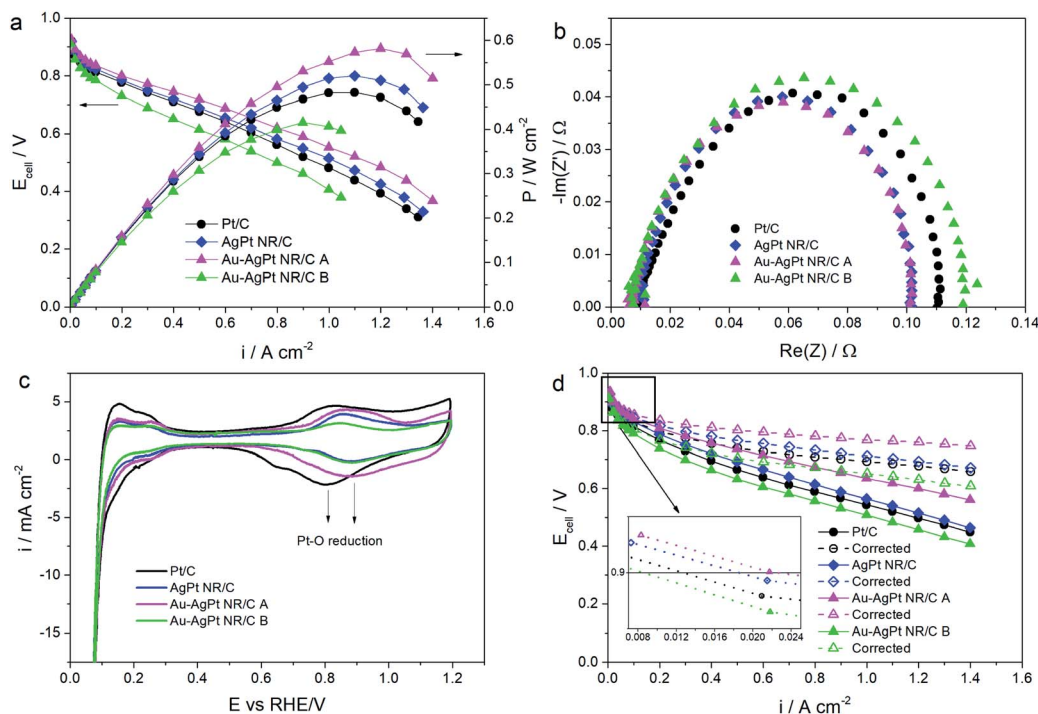 a
E_cell / V
1.0
0.8
0.6
0.4
0.2
0.0
0.0 0.2 0.4 0.6 0.8 1.0 1.2 1.4 1.6
i / A cm⁻²
0.6
0.5
0.4
0.3
0.2
0.1
0.0
P / W cm⁻²
Pt/C
AgPt NR/C
Au-AgPt NR/C A
Au-AgPt NR/C B
b
-Im(Z') / Ω
0.05
0.04
0.03
0.02
0.01
0.00
0.00 0.02 0.04 0.06 0.08 0.10 0.12 0.14
Re(Z) / Ω
Pt/C
AgPt NR/C
Au-AgPt NR/C A
Au-AgPt NR/C B
c
i / mA cm⁻²
5
0
-5
-10
-15
0.0 0.2 0.4 0.6 0.8 1.0 1.2
E vs RHE/V
Pt-O reduction
Pt/C
AgPt NR/C
Au-AgPt NR/C A
Au-AgPt NR/C B
d
E_cell / V
1.0
0.8
0.6
0.4
0.2
0.0
0.0 0.2 0.4 0.6 0.8 1.0 1.2 1.4 1.6
i / A cm⁻²
0.9
0.008 0.012 0.016 0.020 0.024
Pt/C
Corrected
AgPt NR/C
Corrected
Au-AgPt NR/C A
Corrected
Au-AgPt NR/C B
Corrected